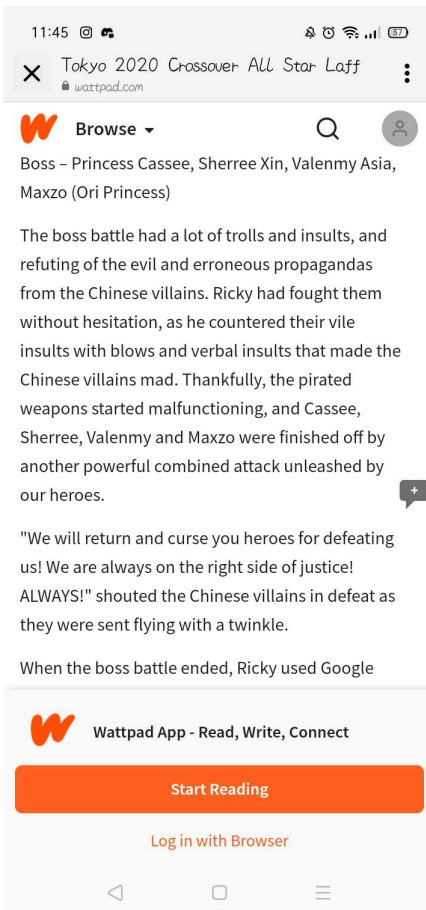 11:45
37
Tokyo 2020 Crossover All Star Laff
wattpad.com
Browse
Boss – Princess Cassee, Sherree Xin, Valenmy Asia,
Maxzo (Ori Princess)
The boss battle had a lot of trolls and insults, and
refuting of the evil and erroneous propagandas
from the Chinese villains. Ricky had fought them
without hesitation, as he countered their vile
insults with blows and verbal insults that made the
Chinese villains mad. Thankfully, the pirated
weapons started malfunctioning, and Cassee,
Sherree, Valenmy and Maxzo were finished off by
another powerful combined attack unleashed by
our heroes.
"We will return and curse you heroes for defeating
us! We are always on the right side of justice!
ALWAYS!" shouted the Chinese villains in defeat as
they were sent flying with a twinkle.
When the boss battle ended, Ricky used Google
Wattpad App - Read, Write, Connect
Start Reading
Log in with Browser